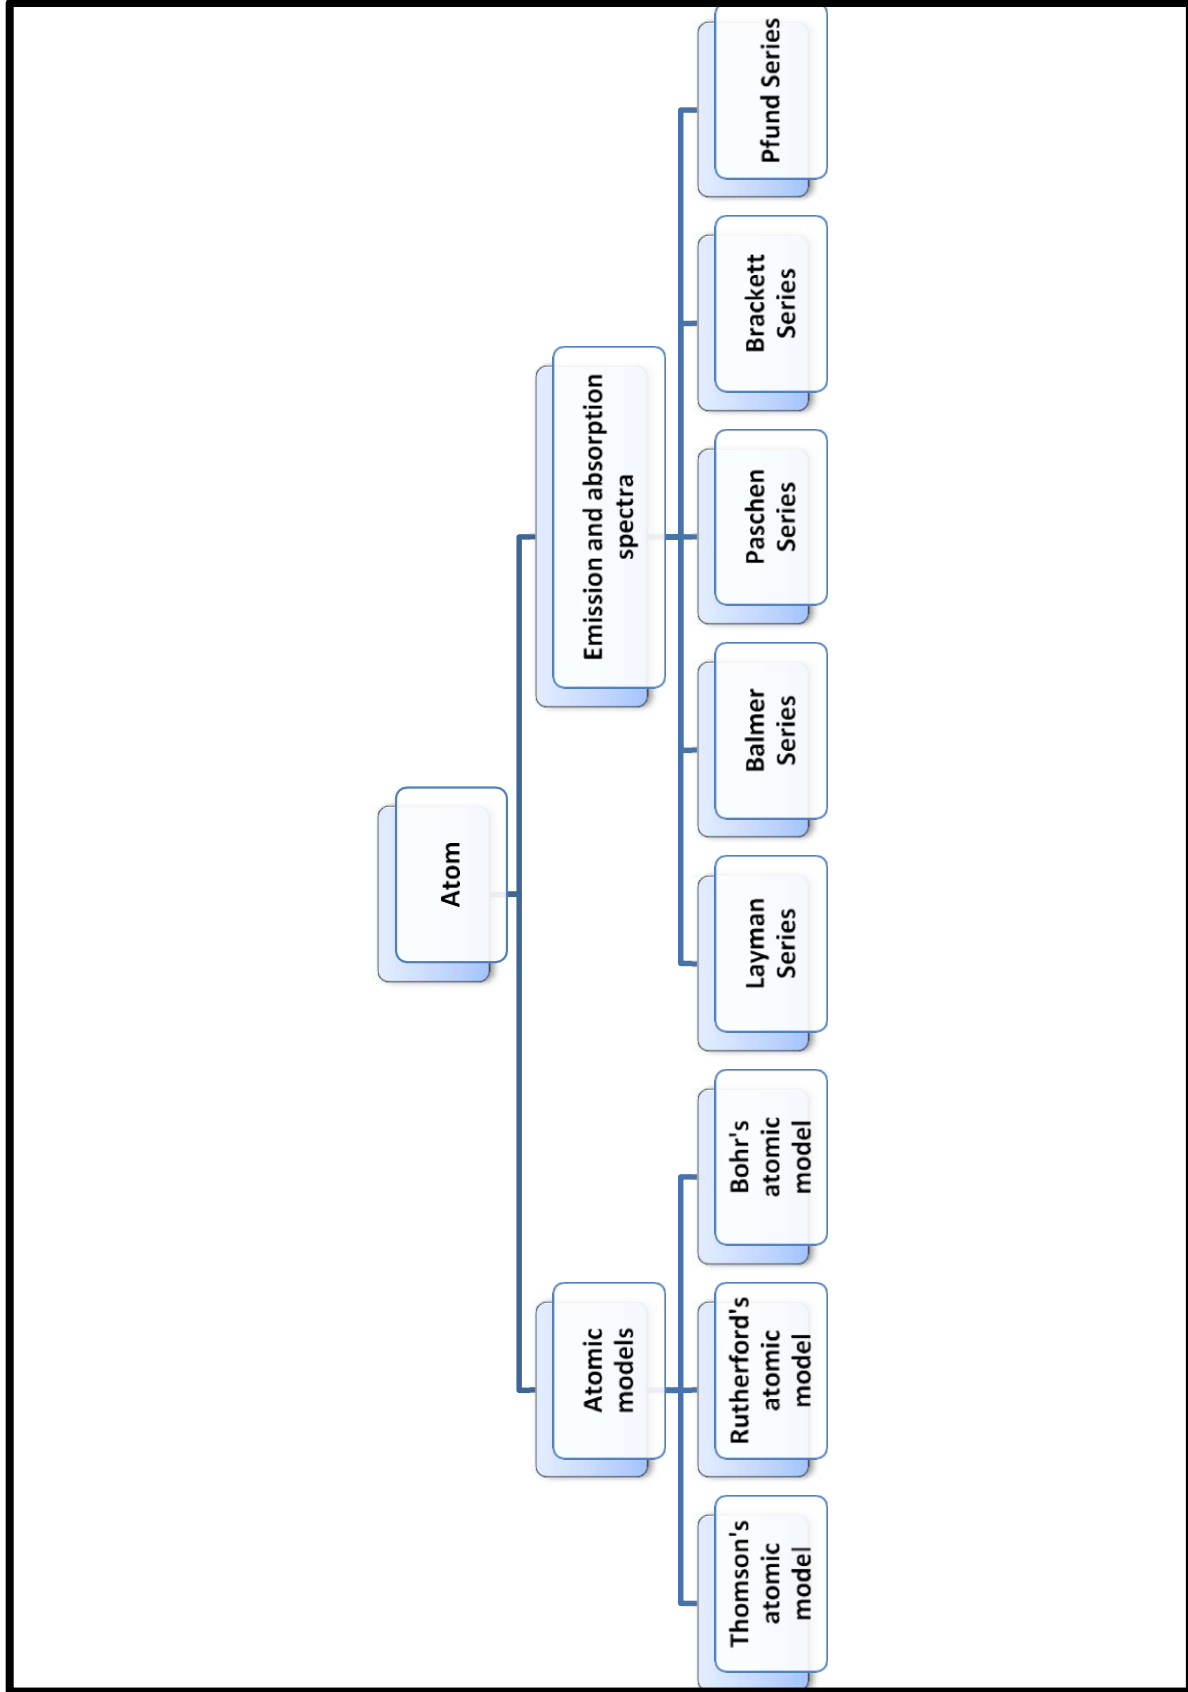 Atom
Atomic
models
Emission and absorption
spectra
Thomson's
atomic
model
Rutherford's
atomic
model
Bohr's
atomic
model
Layman
Series
Balmer
Series
Paschen
Series
Brackett
Series
Pfund Series